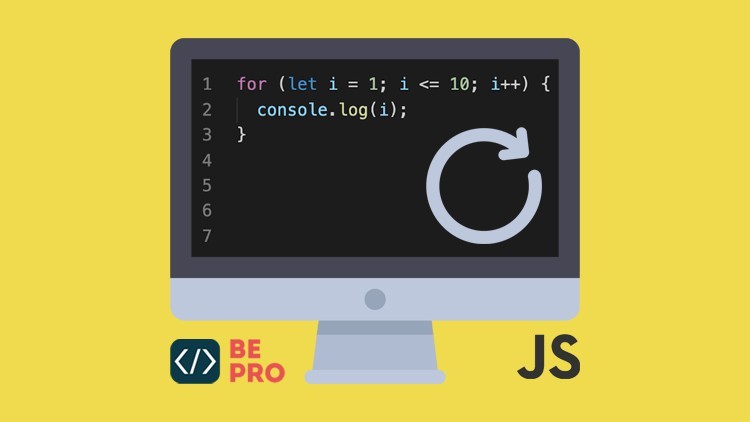 1 for (let i = 1; i <= 10; i++) {
2 console.log(i);
3 }
4
5
6
7
</>
BE
PRO
JS